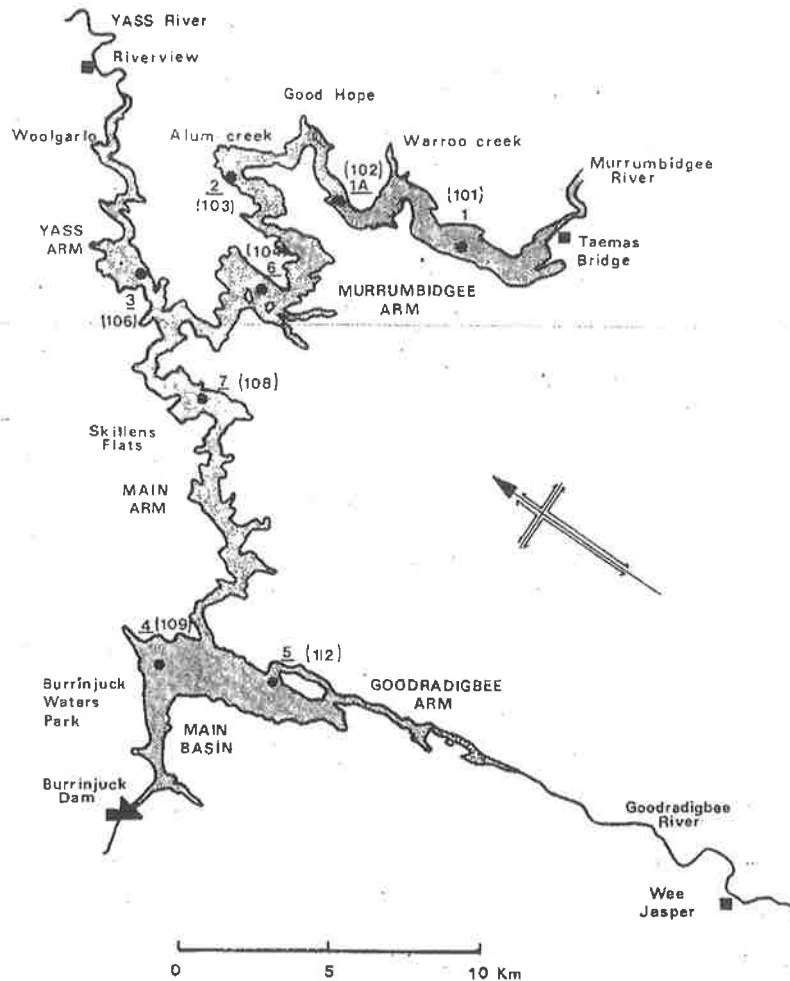 YASS River
Riverview
Good Hope
Woolgarlo
Alum creek
Warroo creek
Murrumbidgee
River
(102)
1A
(101)
1
2
(103)
YASS
ARM
Taemas
Bridge
(104)
6
3
(106)
MURRUMBIDGEE
ARM
7 (108)
Skillens
Flats
MAIN
ARM
4 (109)
5 (112)
Burrinjuck
Waters
Park
GOODRADIGBEE
ARM
MAIN
BASIN
Burrinjuck
Dam
Goodradigbee
River
Wee
Jasper
0 5 10 Km